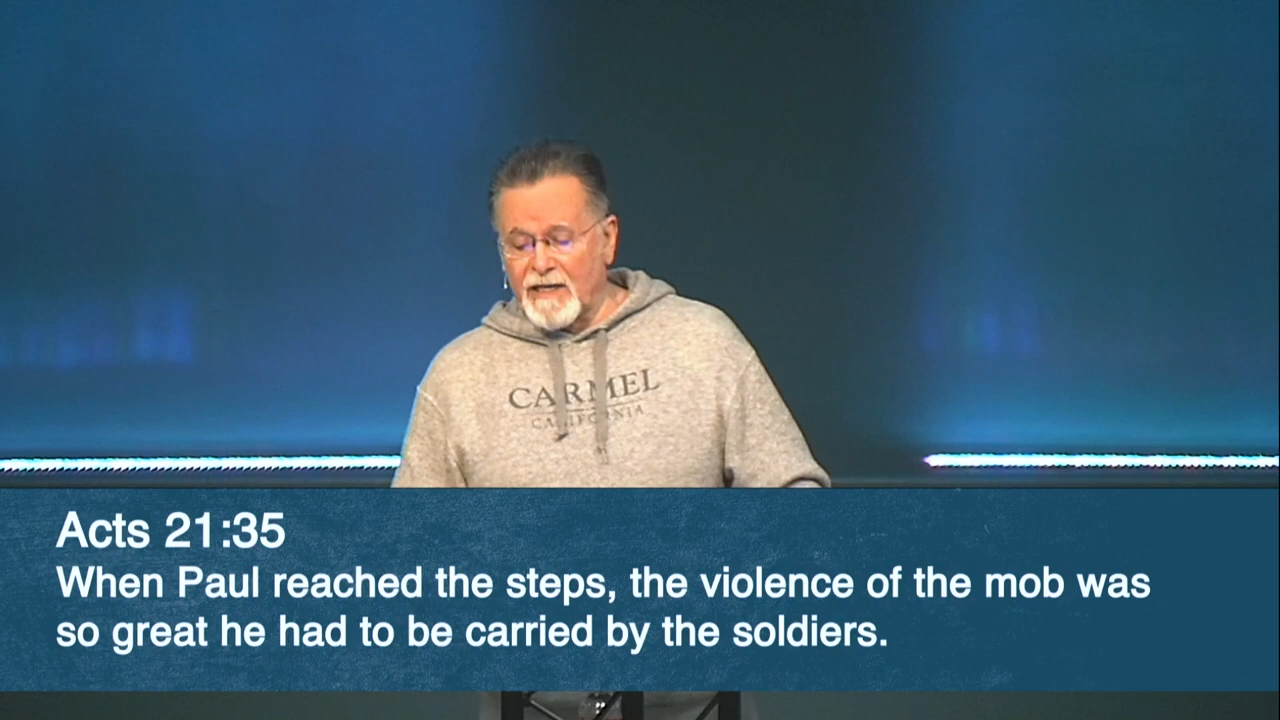 CARMEL
CALIFORNIA
Acts 21:35
When Paul reached the steps, the violence of the mob was
so great he had to be carried by the soldiers.